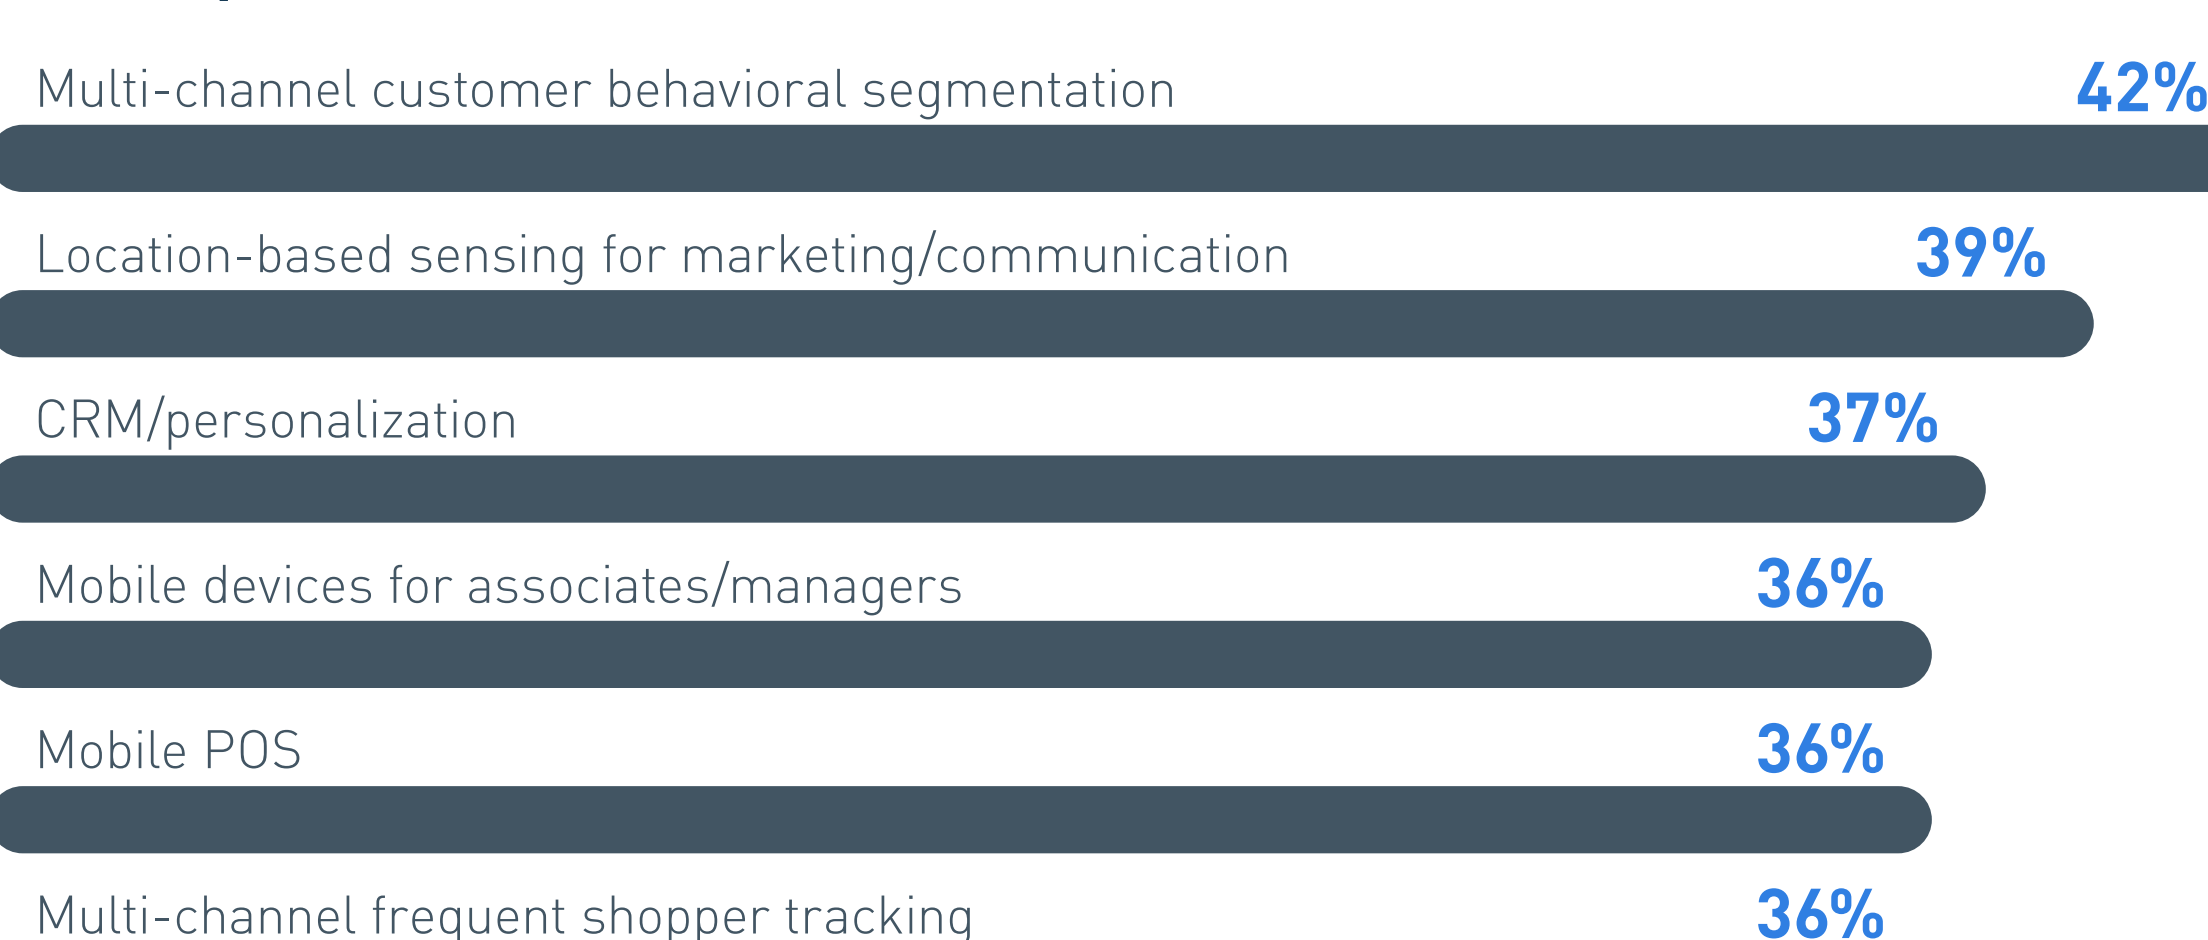 Multi-channel customer behavioral segmentation 42%
Location-based sensing for marketing/communication 39%
CRM/personalization 37%
Mobile devices for associates/managers 36%
Mobile POS 36%
Multi-channel frequent shopper tracking 36%